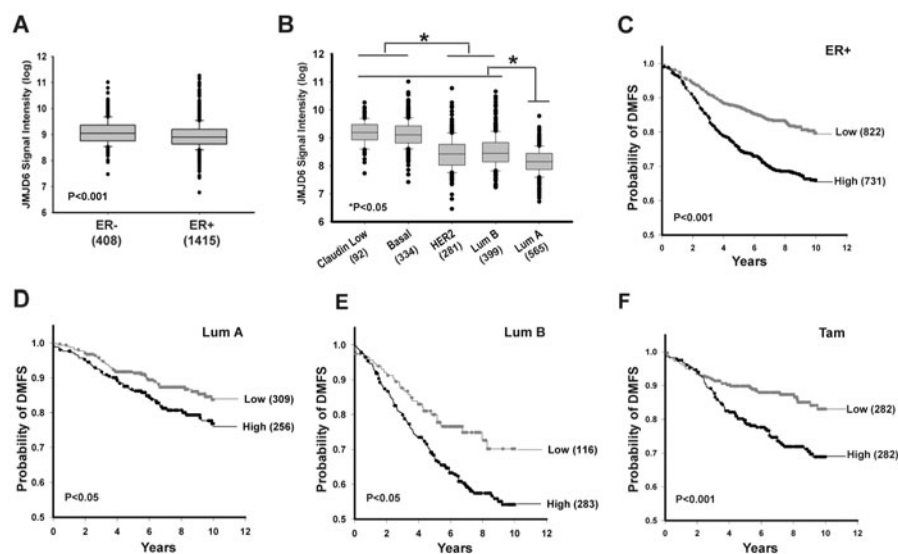 A
JMJD6 Signal Intensity (log)
12
11
10
9
8
7
6
P<0.001
ER-
(408)
ER+
(1415)
B
JMJD6 Signal Intensity (log)
12
11
10
9
8
7
6
*
*
*P<0.05
Claudin Low
(92)
Basal
(334)
HER2
(281)
Lum B
(399)
Lum A
(565)
C
ER+
Probability of DMFS
1.0
0.9
0.8
0.7
0.6
0.5
Low (822)
High (731)
P<0.001
0 2 4 6 8 10 12
Years
D
Lum A
Probability of DMFS
1.0
0.9
0.8
0.7
0.6
0.5
Low (309)
High (256)
P<0.05
0 2 4 6 8 10 12
Years
E
Lum B
Probability of DMFS
1.0
0.9
0.8
0.7
0.6
0.5
Low (116)
High (283)
P<0.05
0 2 4 6 8 10 12
Years
F
Tam
Probability of DMFS
1.0
0.9
0.8
0.7
0.6
0.5
Low (282)
High (282)
P<0.001
0 2 4 6 8 10 12
Years